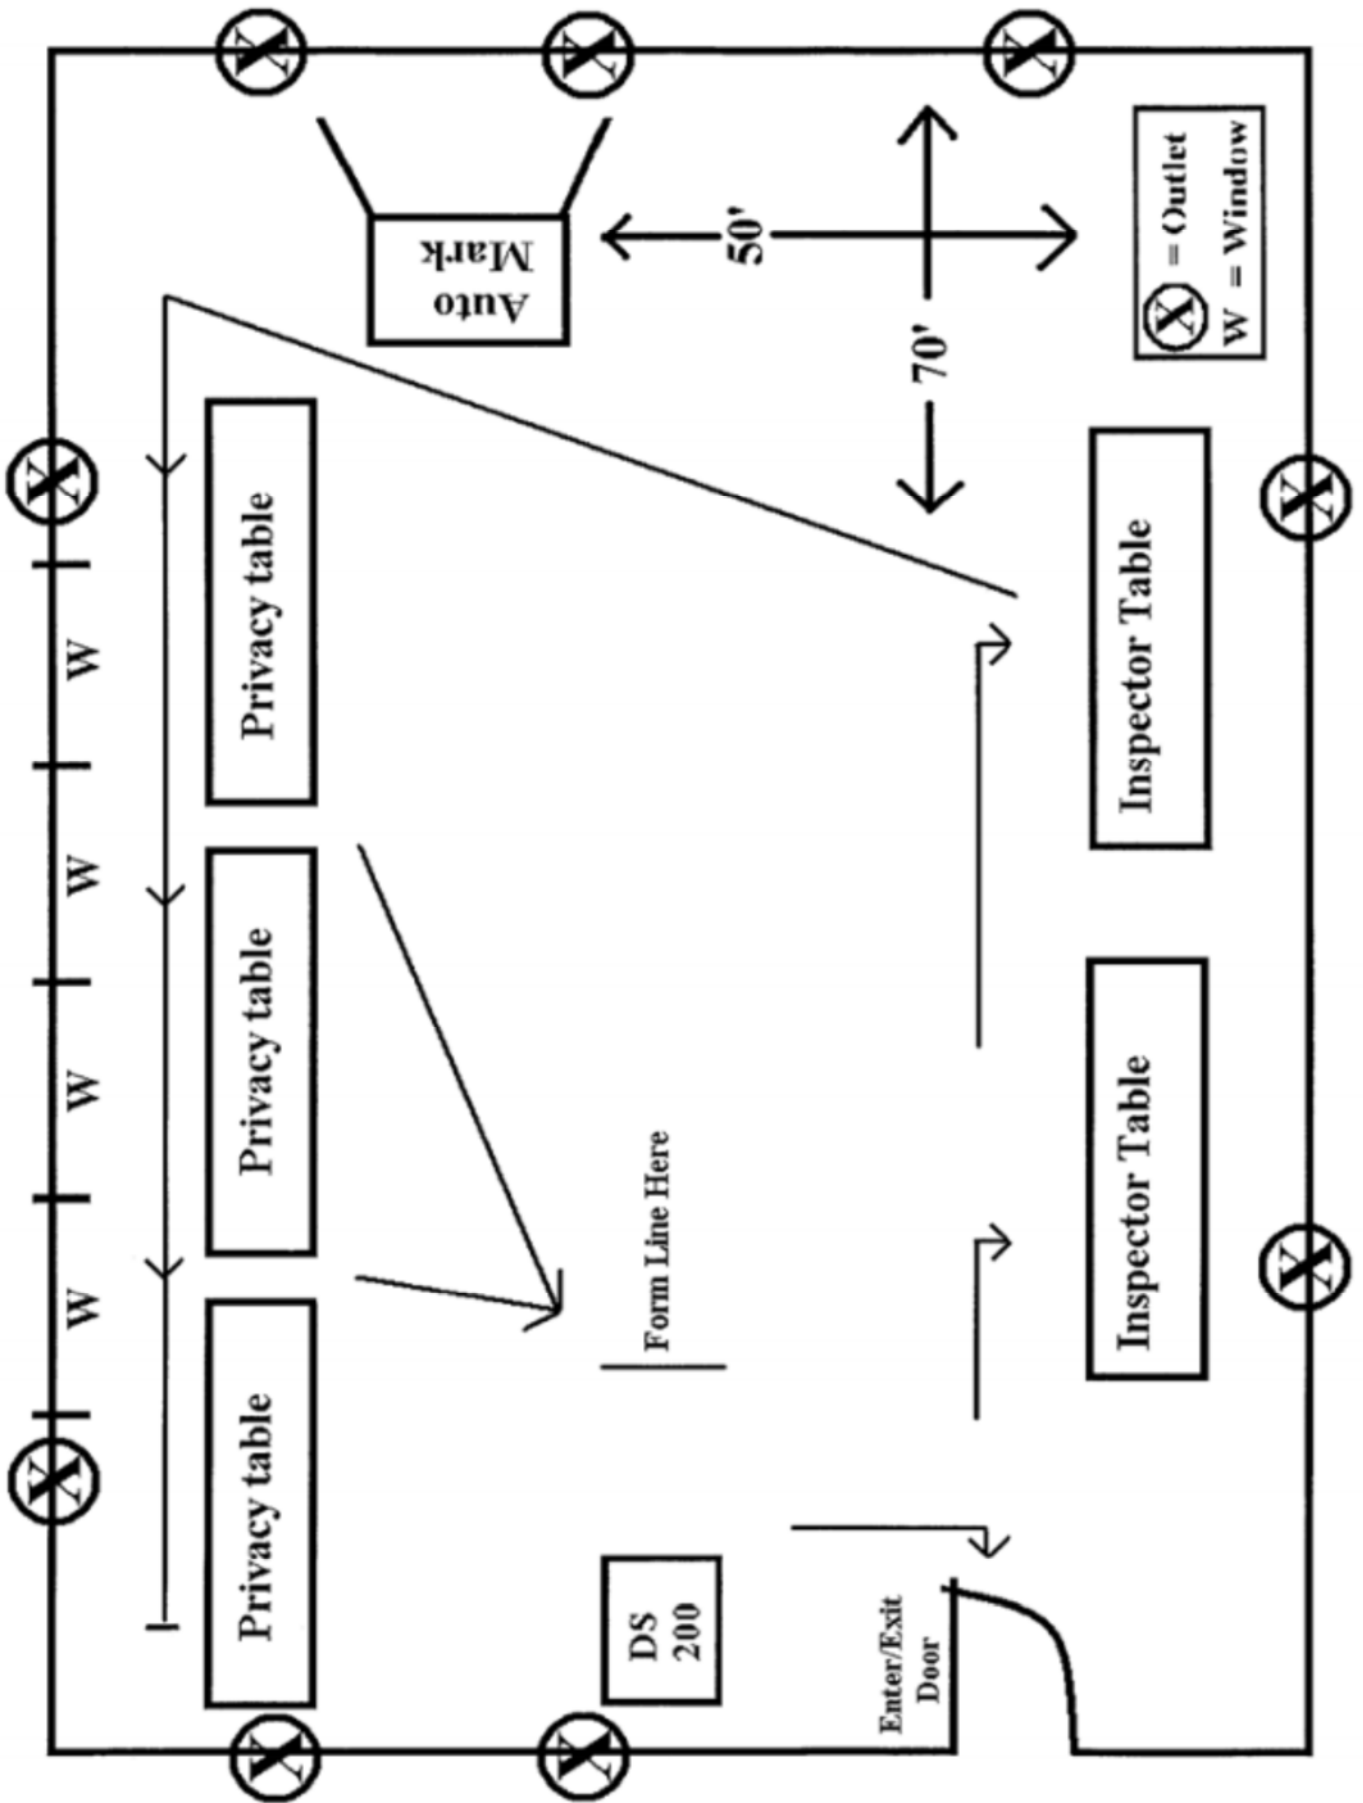 W
W
W
W
Privacy table
Privacy table
Privacy table
Auto
Mark
DS
200
Form Line Here
50'
70'
Enter/Exit
Door
Inspector Table
Inspector Table
X = Outlet
W = Window
X
X
X
X
X
X
X
X
X